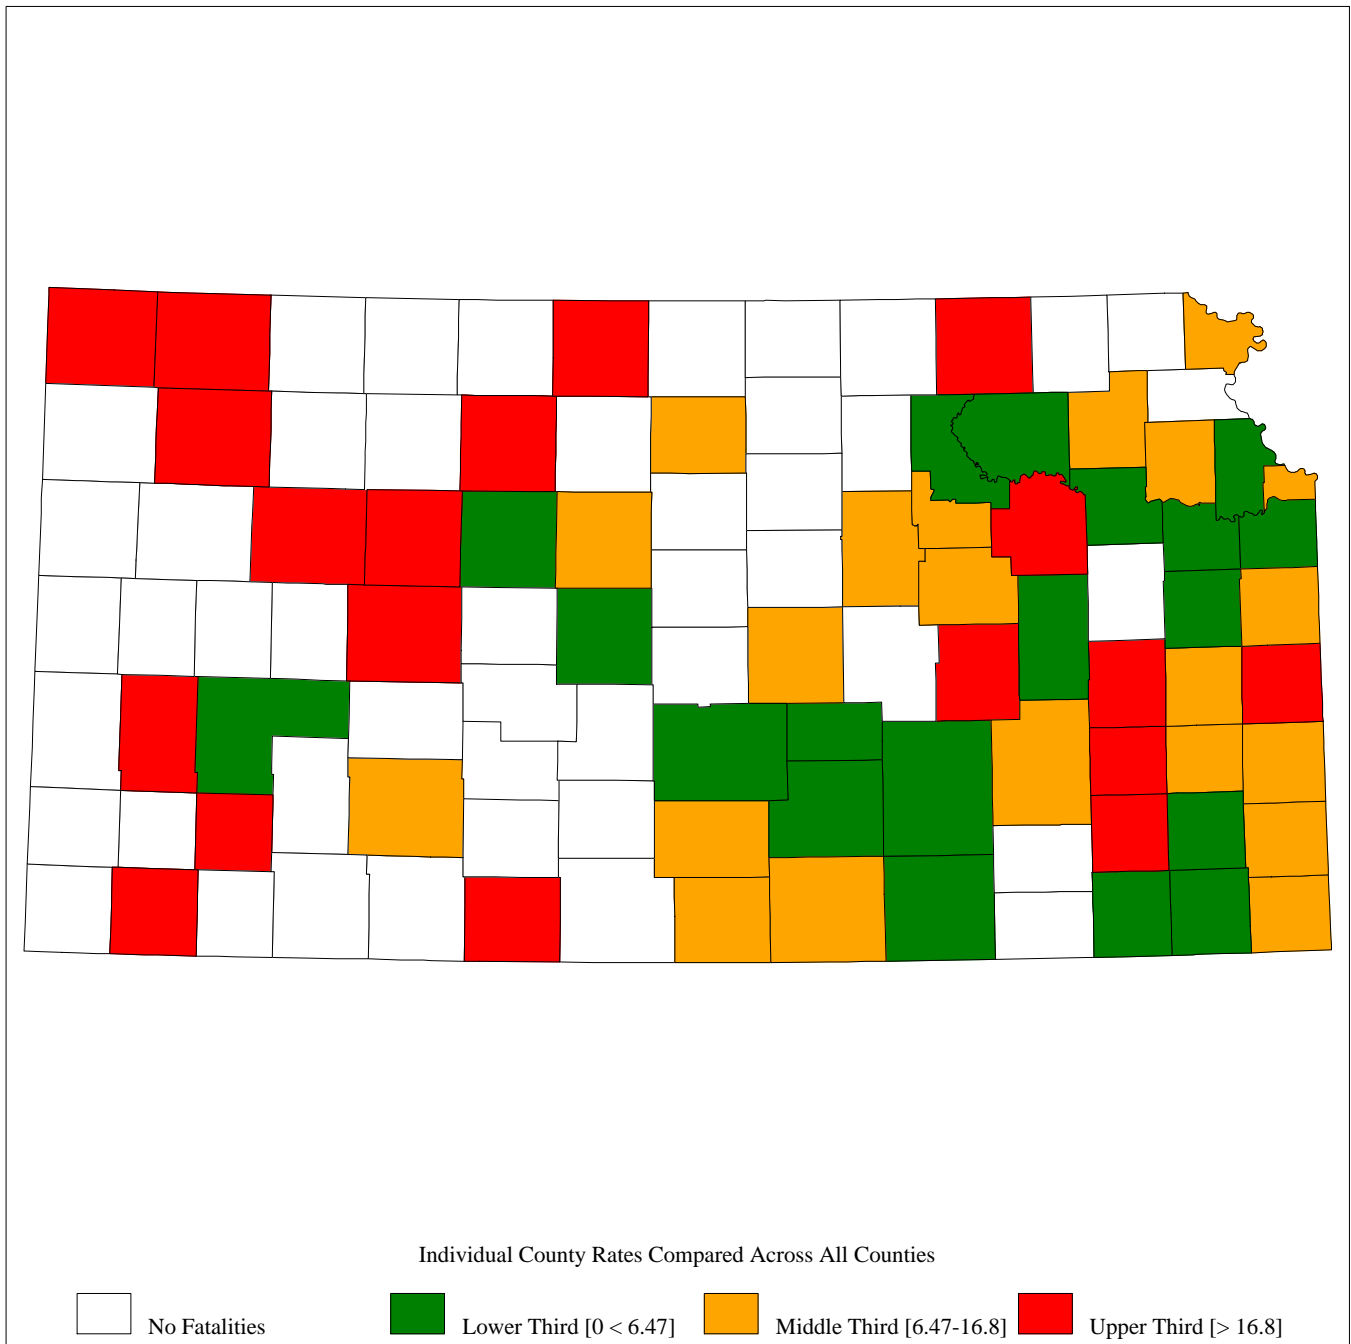 Individual County Rates Compared Across All Counties
No Fatalities Lower Third [0 < 6.47] Middle Third [6.47-16.8] Upper Third [> 16.8]